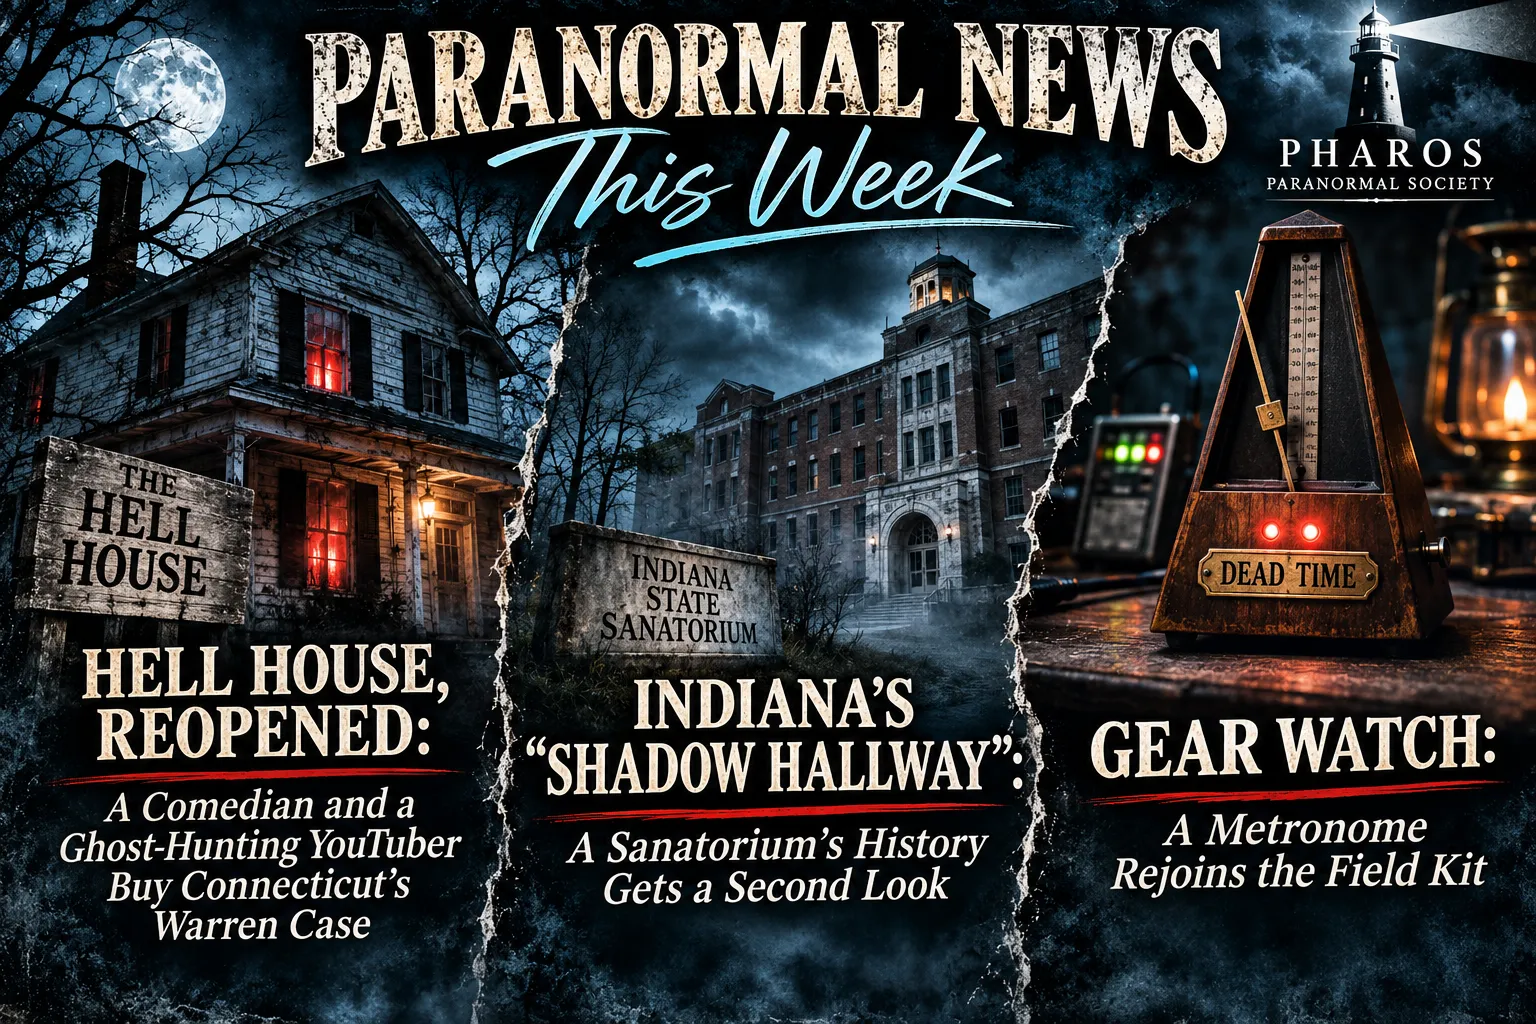 PARANORMAL NEWS
This Week
PHAROS
PARANORMAL SOCIETY
THE
HELL
HOUSE
HELL HOUSE,
REOPENED:
A Comedian and a
Ghost-Hunting YouTuber
Buy Connecticut's
Warren Case
INDIANA
STATE
SANATORIUM
INDIANA'S
"SHADOW HALLWAY":
A Sanatorium's History
Gets a Second Look
DEAD TIME
GEAR WATCH:
A Metronome
Rejoins the Field Kit